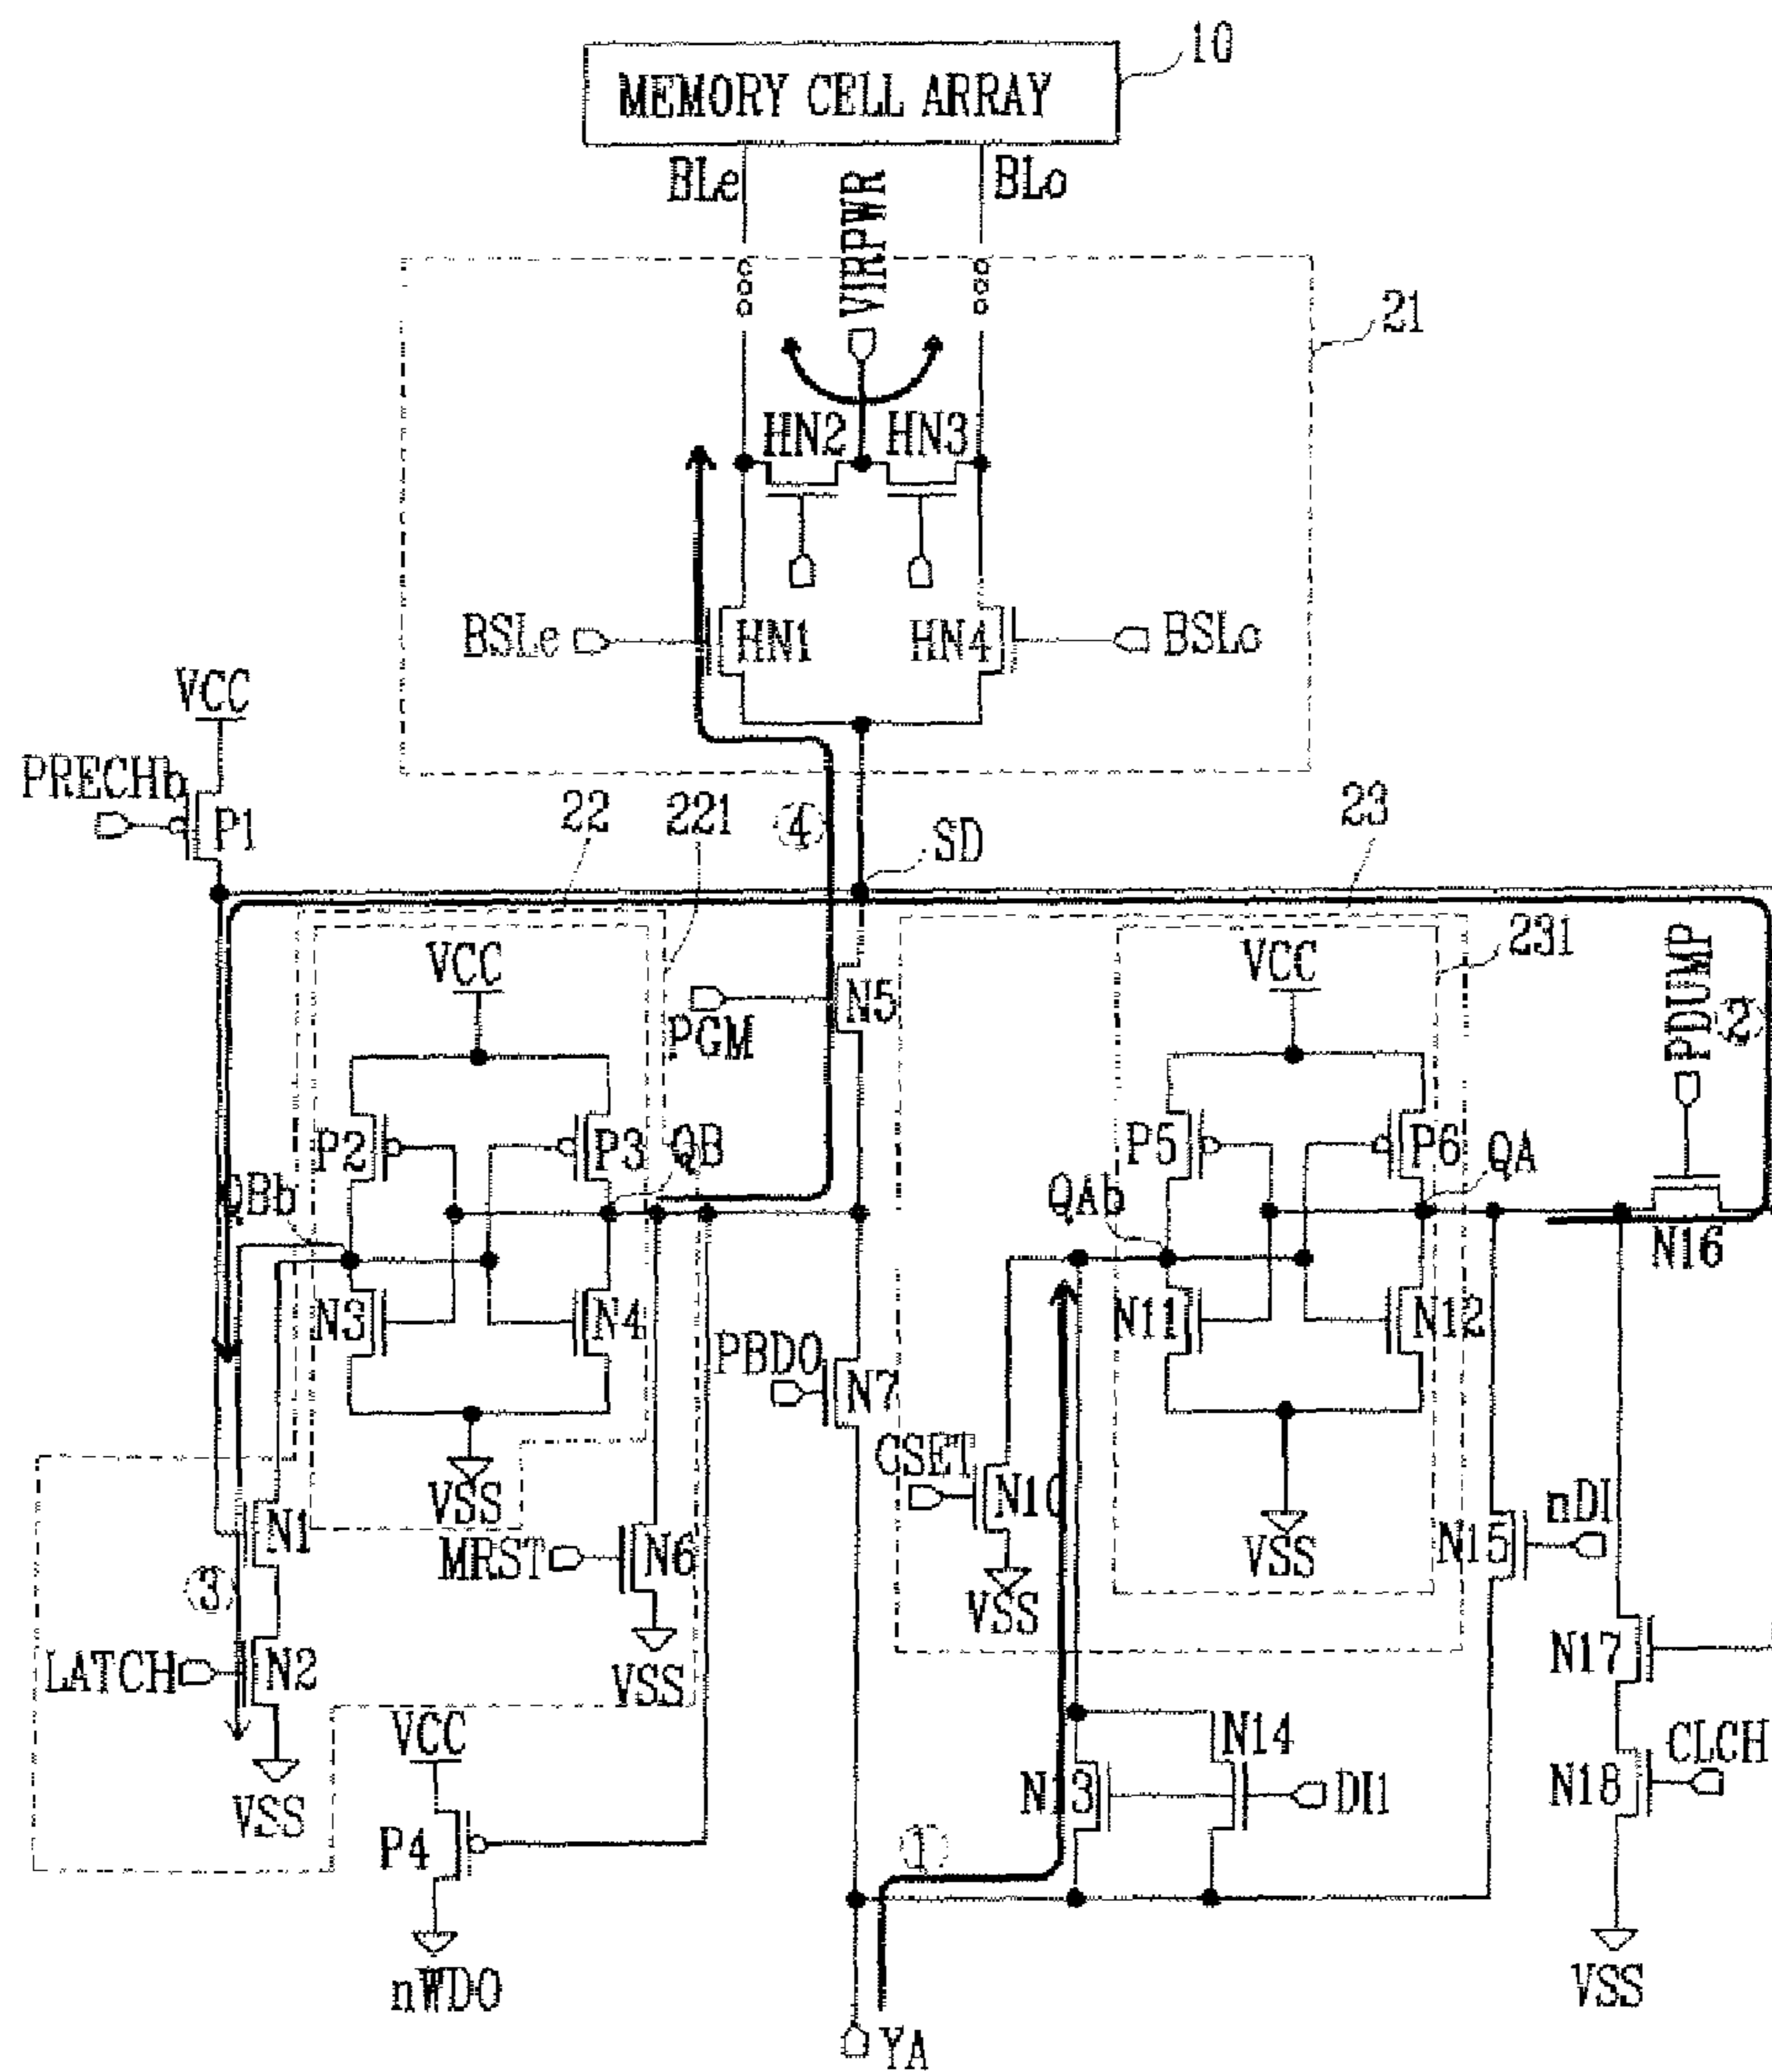 10
MEMORY CELL ARRAY
BLe
BLo
VIRPWR
21
HN2
HN3
BSLe
HN1
HN4
BSLo
VCC
PRECHb
P1
22
221
④
SD
23
231
VCC
PGM
N5
VCC
PDUMP
②
P2
P3
QB
QBb
P5
P6
QA
QAb
N16
N3
N4
N11
N12
PBDO
N7
VSS
CSET
N10
VSS
VSS
N1
MRST
N6
VSS
nDI
N15
③
LATCH
N2
VSS
N17
VCC
N14
CLCH
N13
DI1
N18
P4
①
nWDO
VSS
YA